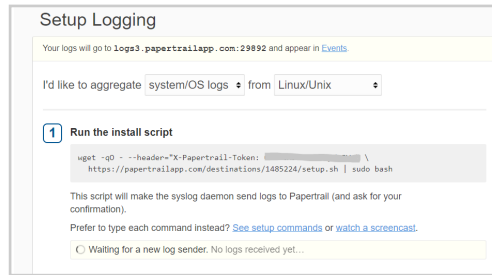 Setup Logging
Your logs will go to logs3.papertrailapp.com:29892 and appear in Events.
I'd like to aggregate system/OS logs from Linux/Unix
1 Run the install script
wget -qO - --header="X-Papertrail-Token: \
https://papertrailapp.com/destinations/1485224/setup.sh | sudo bash
This script will make the syslog daemon send logs to Papertrail (and ask for your
confirmation).
Prefer to type each command instead? See setup commands or watch a screencast.
Waiting for a new log sender. No logs received yet...